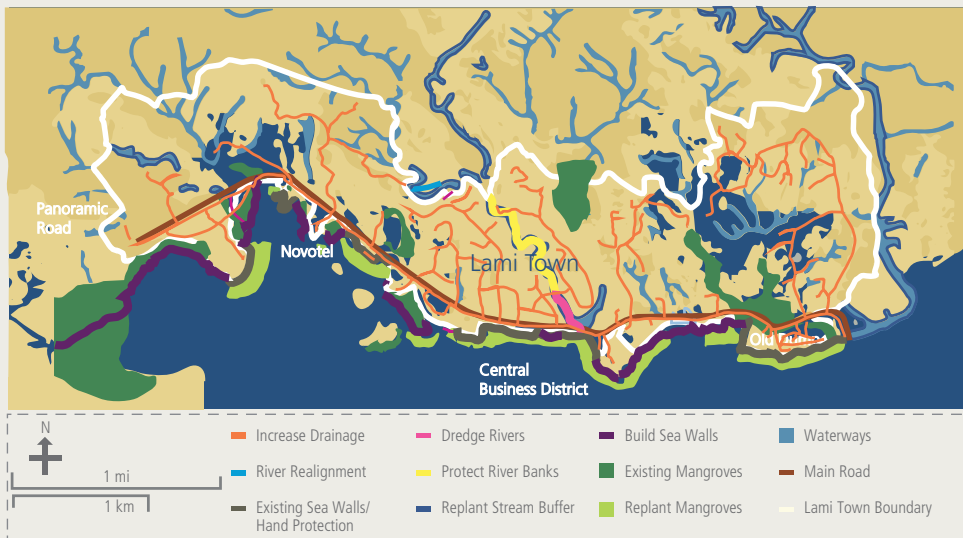 Panoramic
Road
Novotel
Lami Town
Central
Business District
Old
N
1 mi
1 km
Increase Drainage
River Realignment
Existing Sea Walls/
Hand Protection
Dredge Rivers
Protect River Banks
Replant Stream Buffer
Build Sea Walls
Existing Mangroves
Replant Mangroves
Waterways
Main Road
Lami Town Boundary